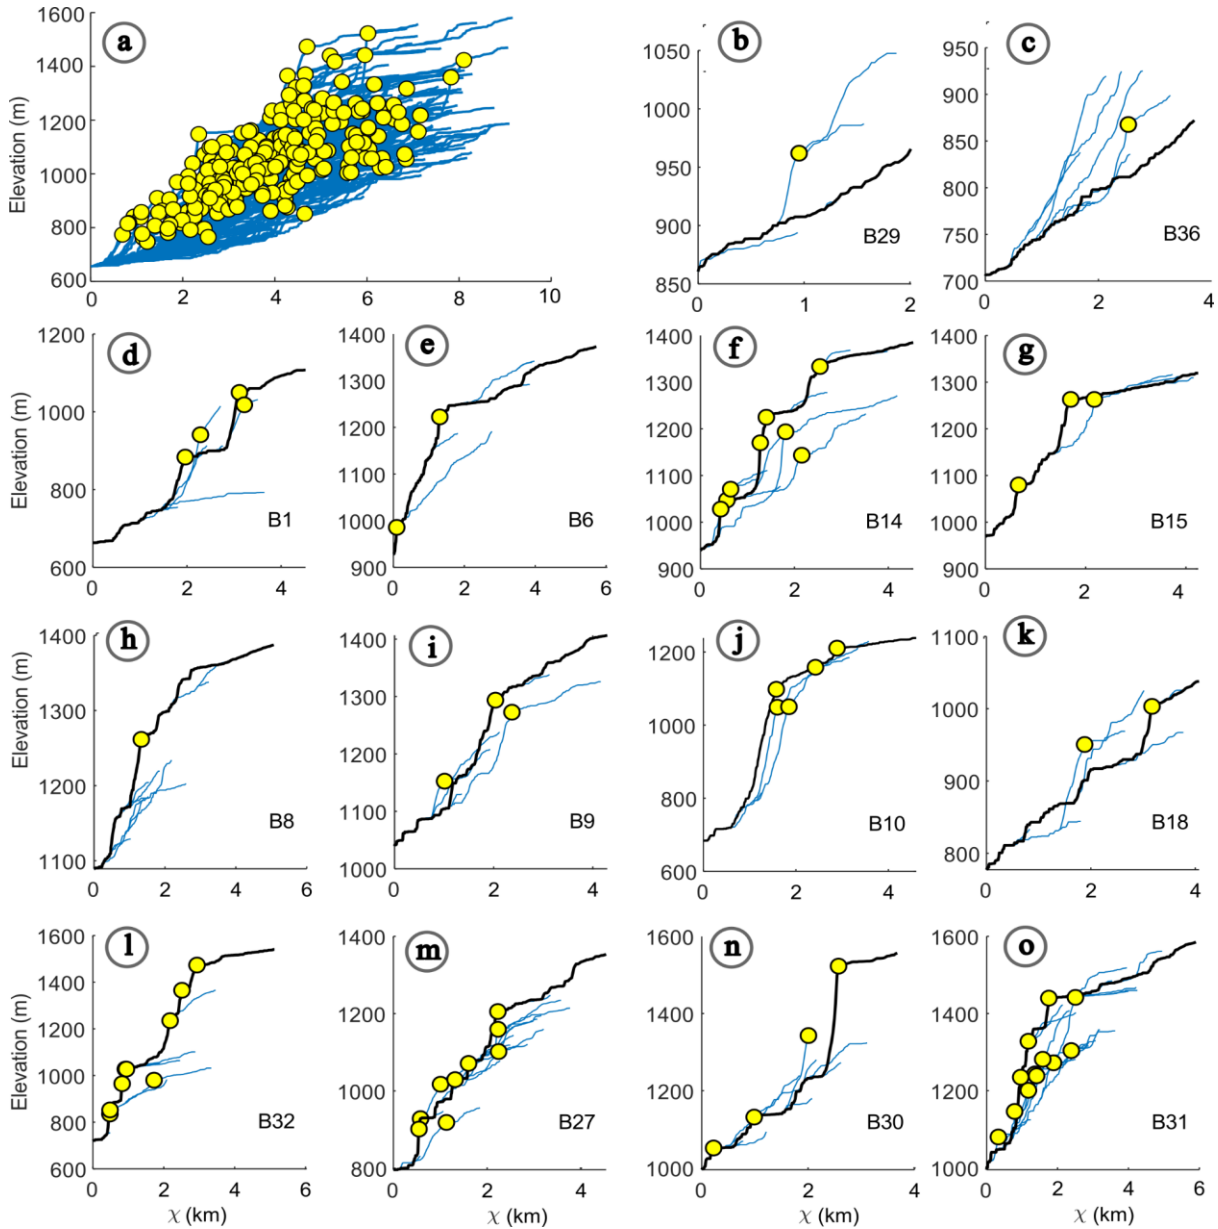 a
Elevation (m)
1600
1400
1200
1000
800
600
0 2 4 6 8 10
b
1050
1000
950
900
850
B29
0 1 2
c
950
900
850
800
750
700
B36
0 2 4
d
Elevation (m)
1200
1000
800
600
B1
0 2 4
e
1400
1300
1200
1100
1000
900
B6
0 2 4 6
f
1400
1300
1200
1100
1000
900
B14
0 2 4
g
1400
1300
1200
1100
1000
900
B15
0 2 4
h
Elevation (m)
1400
1300
1200
1100
B8
0 2 4 6
i
1400
1300
1200
1100
1000
B9
0 2 4
j
1200
1000
800
600
B10
0 2 4
k
1100
1000
900
800
B18
0 2 4
l
Elevation (m)
1600
1400
1200
1000
800
600
B32
0 2 4 6
χ (km)
m
1400
1200
1000
800
B27
0 2 4
χ (km)
n
1600
1400
1200
1000
B30
0 2 4
χ (km)
o
1600
1500
1400
1300
1200
1100
1000
B31
0 2 4 6
χ (km)